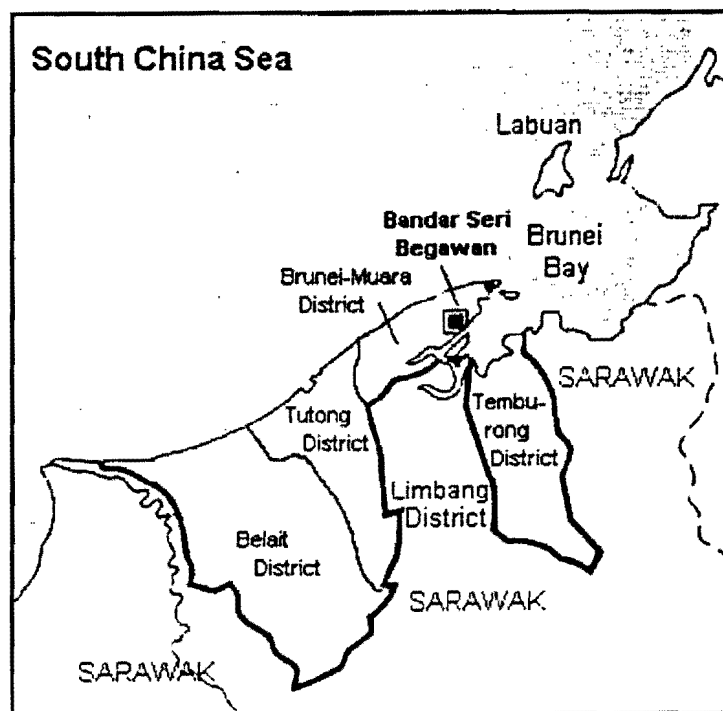 South China Sea
Labuan
Bandar Seri
Begawan
Brunei
Bay
Brunei-Muara
District
SARAWAK
Tutong
District
Tembu-
rong
District
Limbang
District
Belait
District
SARAWAK
SARAWAK